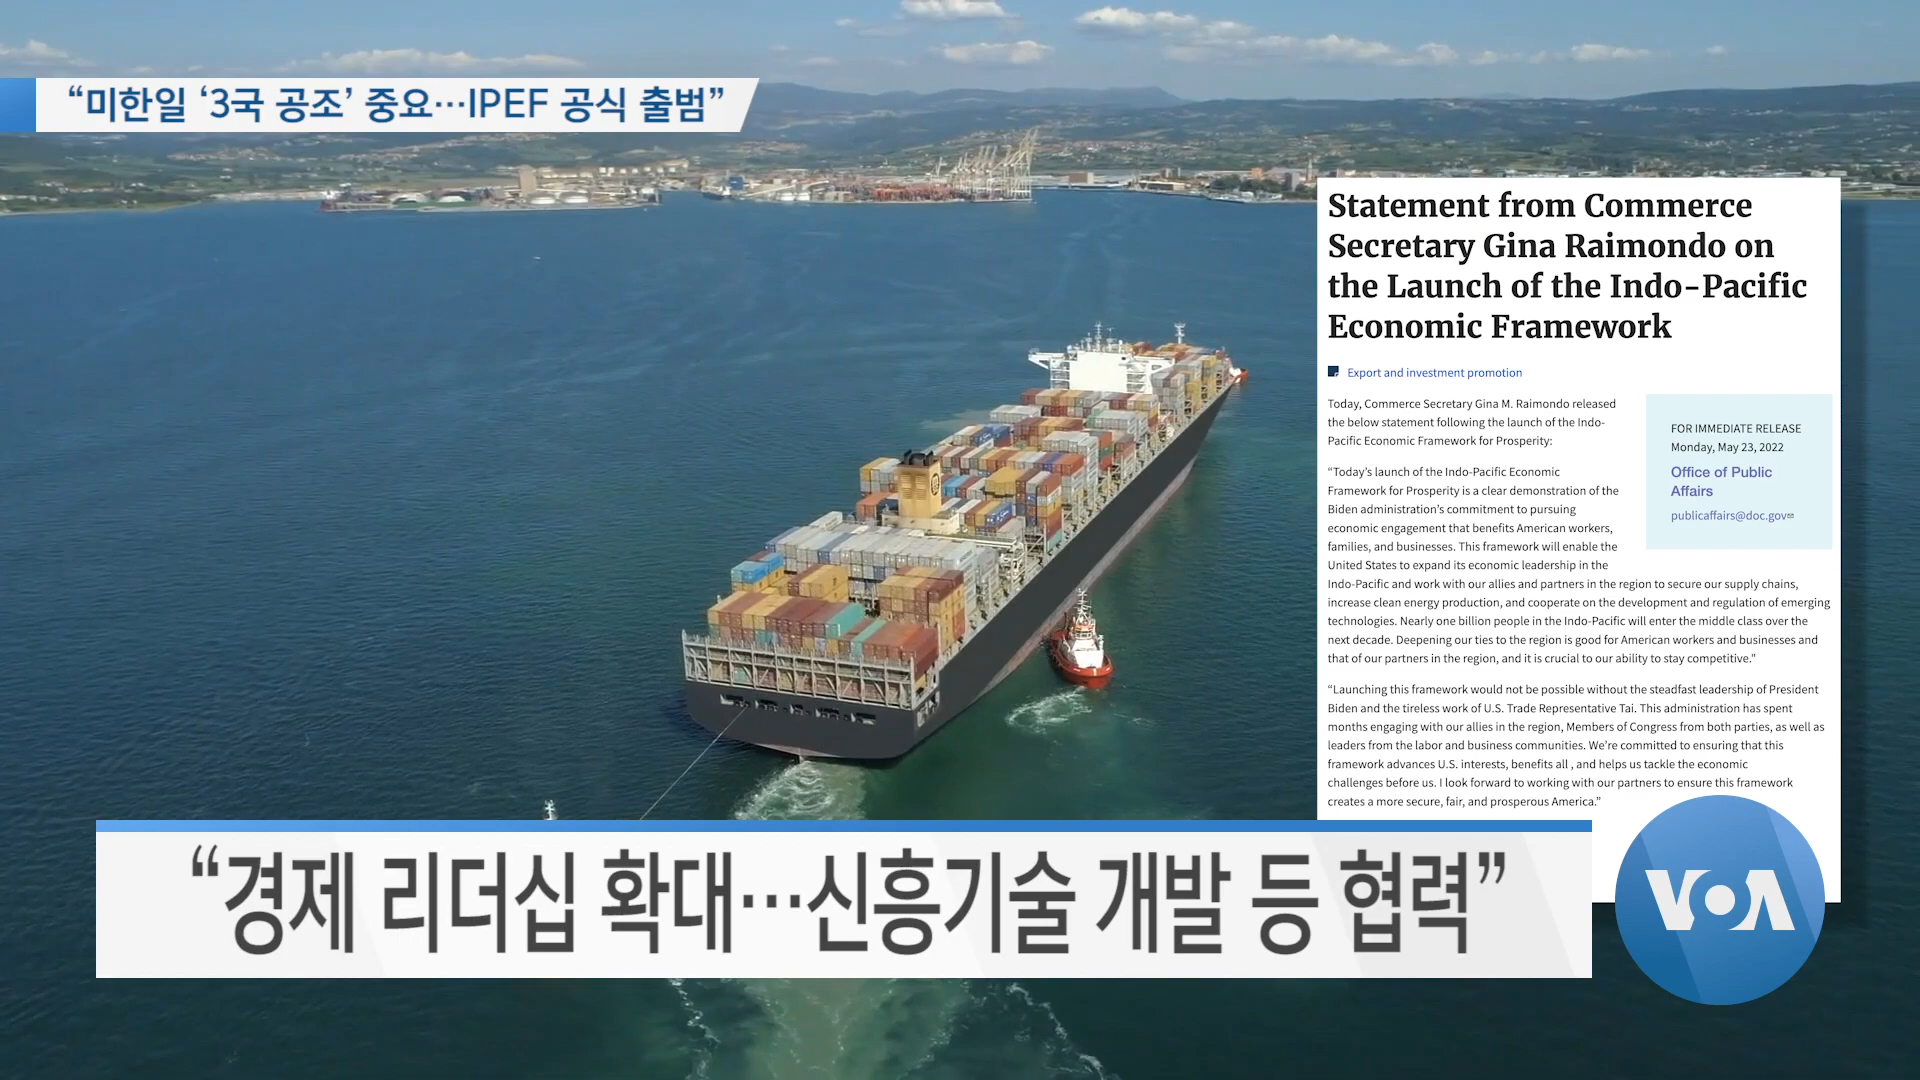 “미한일 ‘3국 공조’ 중요…IPEF 공식 출범”
Statement from Commerce
Secretary Gina Raimondo on
the Launch of the Indo-Pacific
Economic Framework
Export and investment promotion
Today, Commerce Secretary Gina M. Raimondo released
the below statement following the launch of the Indo-
Pacific Economic Framework for Prosperity:
“Today’s launch of the Indo-Pacific Economic
Framework for Prosperity is a clear demonstration of the
Biden administration’s commitment to pursuing
economic engagement that benefits American workers,
families, and businesses. This framework will enable the
United States to expand its economic leadership in the
Indo-Pacific and work with our allies and partners in the region to secure our supply chains,
increase clean energy production, and cooperate on the development and regulation of emerging
technologies. Nearly one billion people in the Indo-Pacific will enter the middle class over the
next decade. Deepening our ties to the region is good for American workers and businesses and
that of our partners in the region, and it is crucial to our ability to stay competitive.”
“Launching this framework would not be possible without the steadfast leadership of President
Biden and the tireless work of U.S. Trade Representative Tai. This administration has spent
months engaging with our allies in the region, Members of Congress from both parties, as well as
leaders from the labor and business communities. We’re committed to ensuring that this
framework advances U.S. interests, benefits all , and helps us tackle the economic
challenges before us. I look forward to working with our partners to ensure this framework
creates a more secure, fair, and prosperous America.”
FOR IMMEDIATE RELEASE
Monday, May 23, 2022
Office of Public
Affairs
publicaffairs@doc.gov
“경제 리더십 확대…신흥기술 개발 등 협력”
VOA